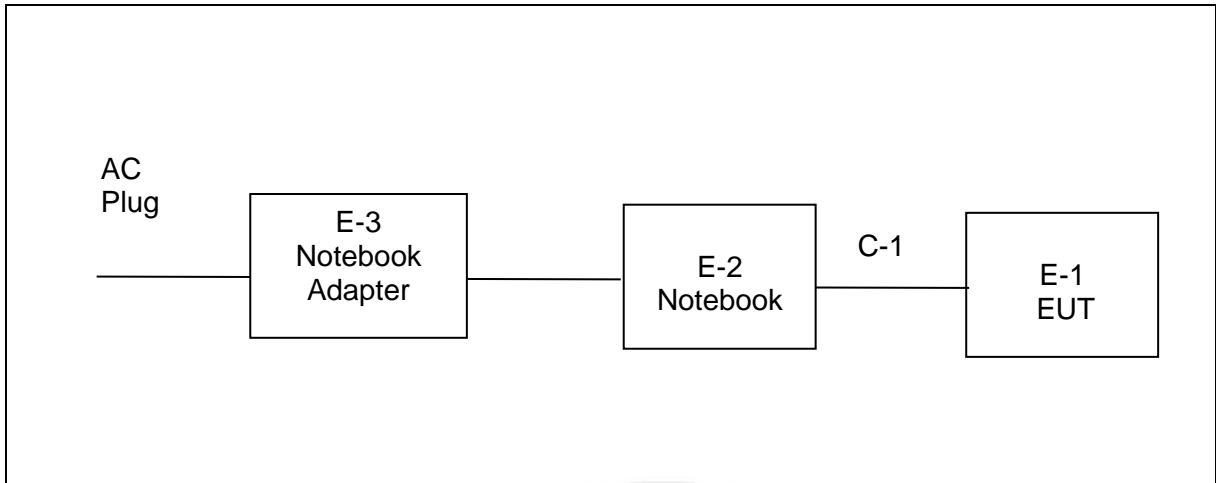 AC
Plug
E-3
Notebook
Adapter
E-2
Notebook
C-1
E-1
EUT